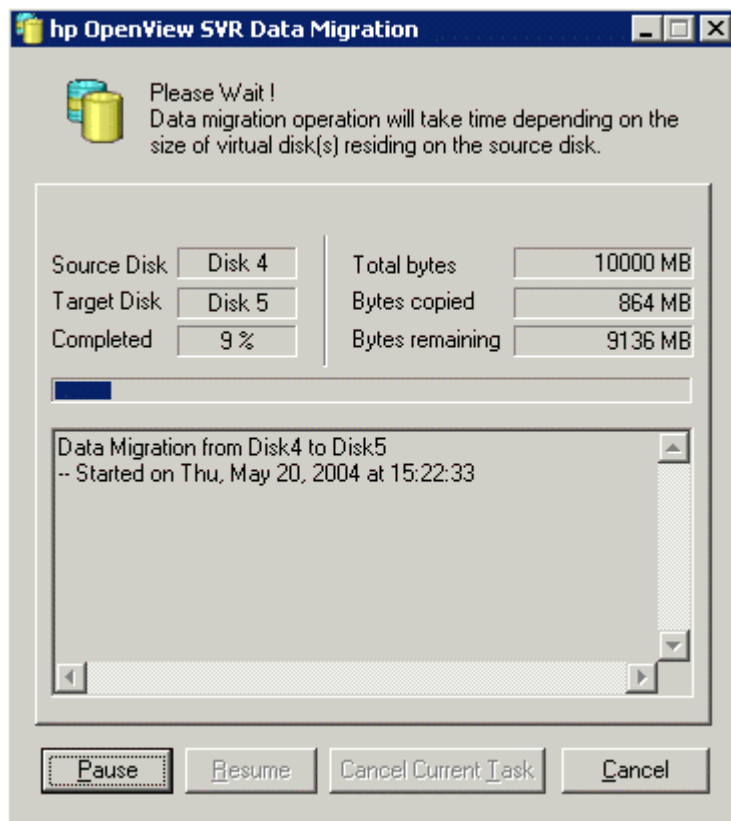 hp OpenView SVR Data Migration
Please Wait !
Data migration operation will take time depending on the
size of virtual disk(s) residing on the source disk.
Source Disk Disk 4 Total bytes 10000 MB
Target Disk Disk 5 Bytes copied 864 MB
Completed 9 % Bytes remaining 9136 MB
Data Migration from Disk4 to Disk5
-- Started on Thu, May 20, 2004 at 15:22:33
Pause Resume Cancel Current Task Cancel